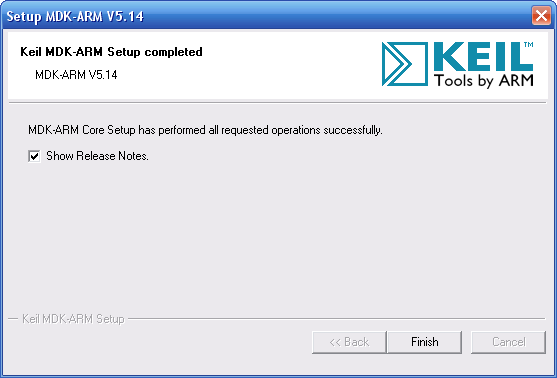 Setup MDK-ARM V5.14
Keil MDK-ARM Setup completed
MDK-ARM V5.14
KEIL™
Tools by ARM
MDK-ARM Core Setup has performed all requested operations successfully.
Show Release Notes.
Keil MDK-ARM Setup
<< Back
Finish
Cancel